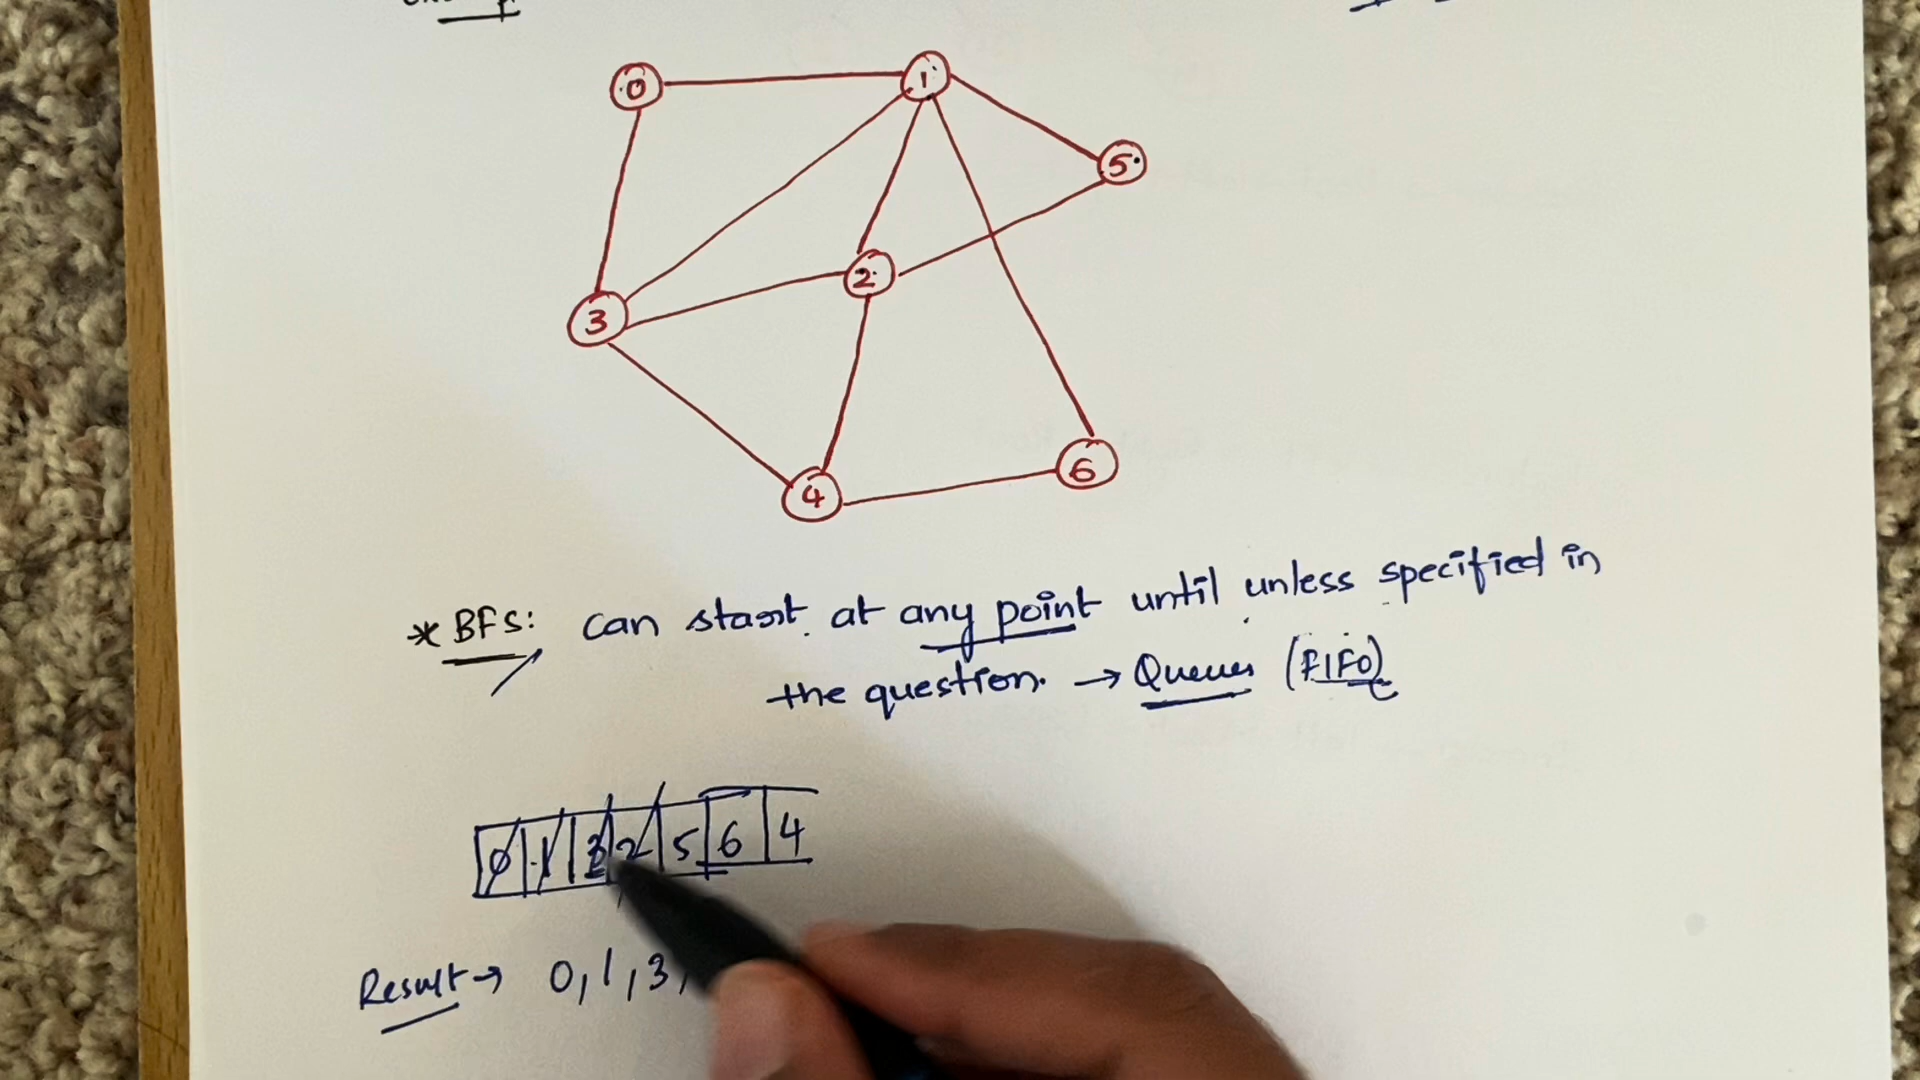 0 1
5
2
3
6
4
* BFS: can start at any point until unless specified in
the question. → Queues (FIFO)
0 1 3 2 5 6 4
Result → 0, 1, 3,